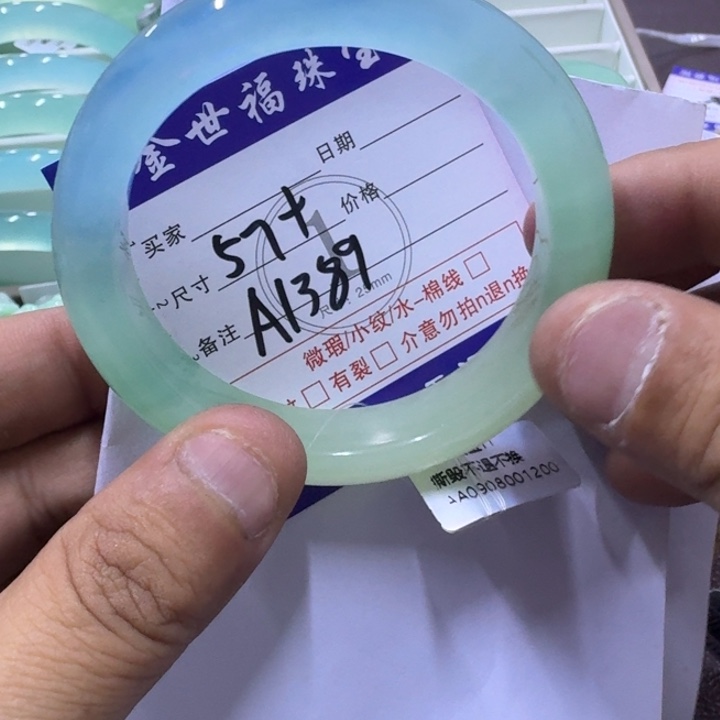 金世福珠宝
日期
买家
价格
尺寸 57+
备注 A1389
微瑕/小纹/水-棉线 □
□ 有裂 □ 介意勿拍n退n换
撕毁不退不换
AA0908001200